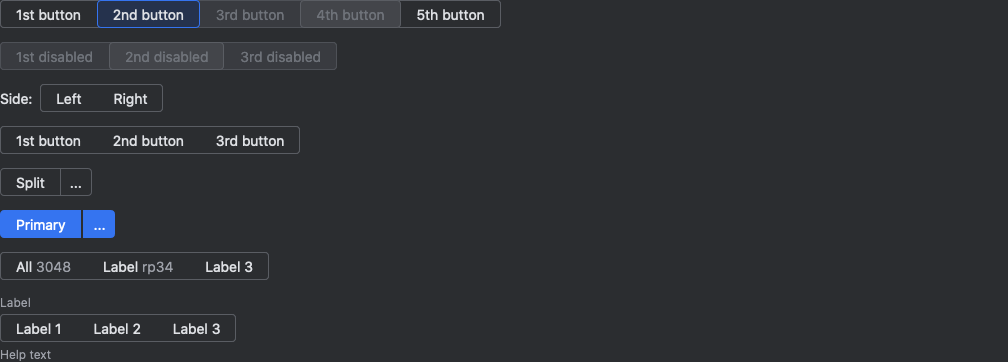 1st button 2nd button 3rd button 4th button 5th button
1st disabled 2nd disabled 3rd disabled
Side: Left Right
1st button 2nd button 3rd button
Split ...
Primary ...
All 3048 Label rp34 Label 3
Label
Label 1 Label 2 Label 3
Help text